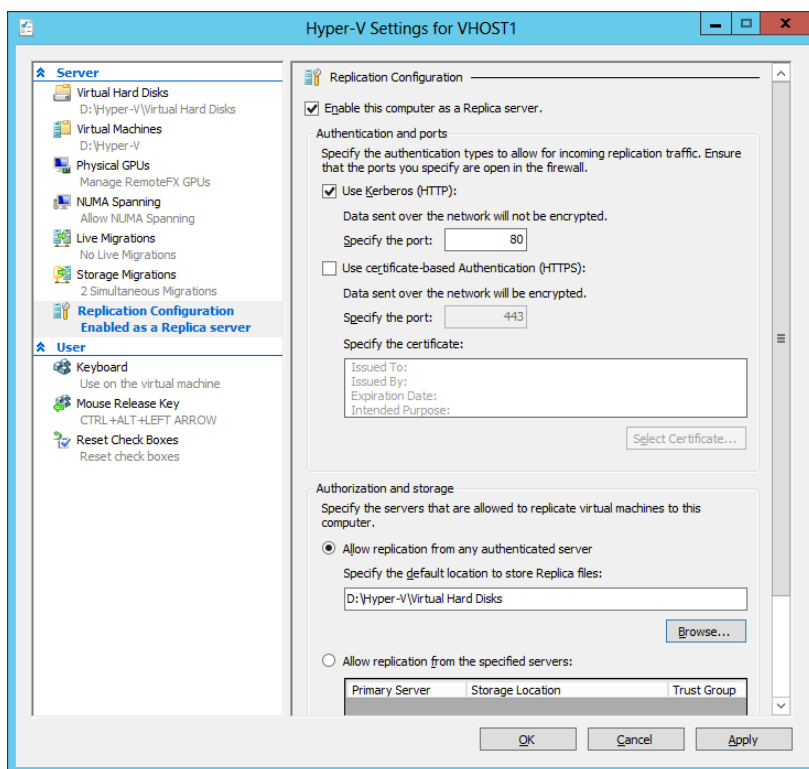 Hyper-V Settings for VHOST1
Server
Virtual Hard Disks
D:\Hyper-V\Virtual Hard Disks
Virtual Machines
D:\Hyper-V
Physical GPUs
Manage RemoteFX GPUs
NUMA Spanning
Allow NUMA Spanning
Live Migrations
No Live Migrations
Storage Migrations
2 Simultaneous Migrations
Replication Configuration
Enabled as a Replica server
User
Keyboard
Use on the virtual machine
Mouse Release Key
CTRL+ALT+LEFT ARROW
Reset Check Boxes
Reset check boxes
Replication Configuration
Enable this computer as a Replica server.
Authentication and ports
Specify the authentication types to allow for incoming replication traffic. Ensure
that the ports you specify are open in the firewall.
Use Kerberos (HTTP):
Data sent over the network will not be encrypted.
Specify the port: 80
Use certificate-based Authentication (HTTPS):
Data sent over the network will be encrypted.
Specify the port: 443
Specify the certificate:
Issued To:
Issued By:
Expiration Date:
Intended Purpose:
Select Certificate...
Authorization and storage
Specify the servers that are allowed to replicate virtual machines to this
computer.
Allow replication from any authenticated server
Specify the default location to store Replica files:
D:\Hyper-V\Virtual Hard Disks
Browse...
Allow replication from the specified servers:
Primary Server Storage Location Trust Group
OK Cancel Apply